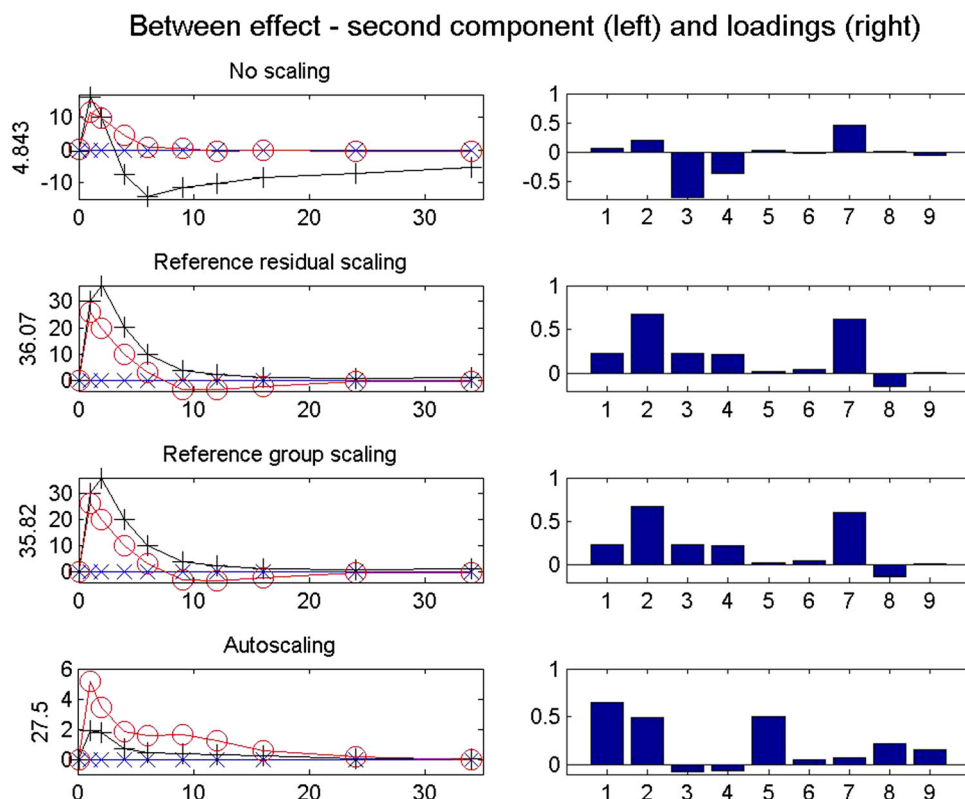 Between effect - second component (left) and loadings (right)
No scaling
4.843
10
0
-10
0 10 20 30
1
0.5
0
-0.5
1 2 3 4 5 6 7 8 9
Reference residual scaling
36.07
30
20
10
0
0 10 20 30
1
0.5
0
1 2 3 4 5 6 7 8 9
Reference group scaling
35.82
30
20
10
0
0 10 20 30
1
0.5
0
1 2 3 4 5 6 7 8 9
Autoscaling
27.5
6
4
2
0
0 10 20 30
1
0.5
0
1 2 3 4 5 6 7 8 9